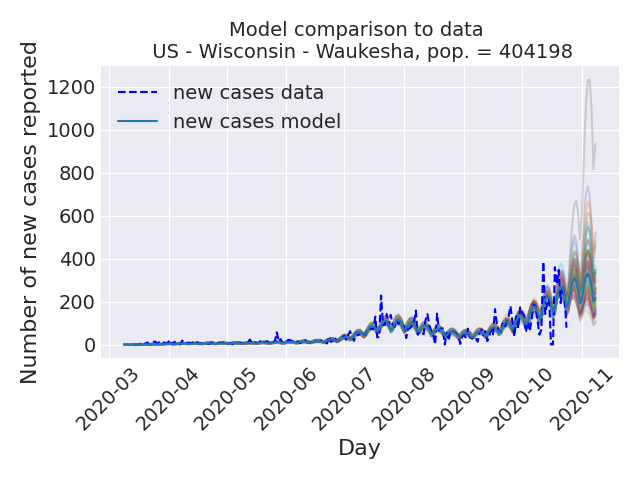 Model comparison to data
US - Wisconsin - Waukesha, pop. = 404198
new cases data
new cases model
Number of new cases reported
1200
1000
800
600
400
200
0
2020-03
2020-04
2020-05
2020-06
2020-07
2020-08
2020-09
2020-10
2020-11
Day